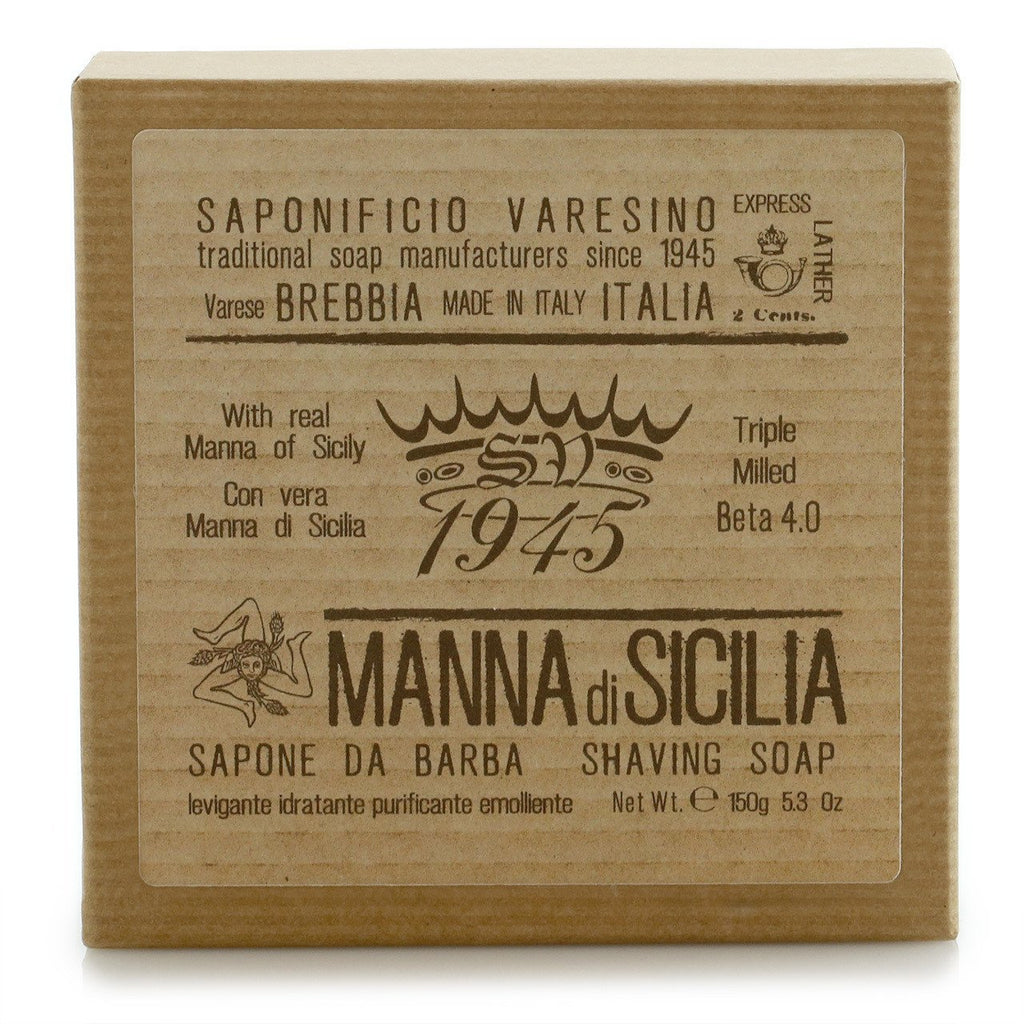 SAPONIFICIO VARESINO
EXPRESS
LATHER
traditional soap manufacturers since 1945
Varese BREBBIA MADE IN ITALY ITALIA
2 Cents.
With real
Manna of Sicily
Con vera
Manna di Sicilia
SV
1945
Triple
Milled
Beta 4.0
MANNA di SICILIA
SAPONE DA BARBA SHAVING SOAP
levigante idratante purificante emolliente Net Wt. ℮ 150g 5.3 Oz